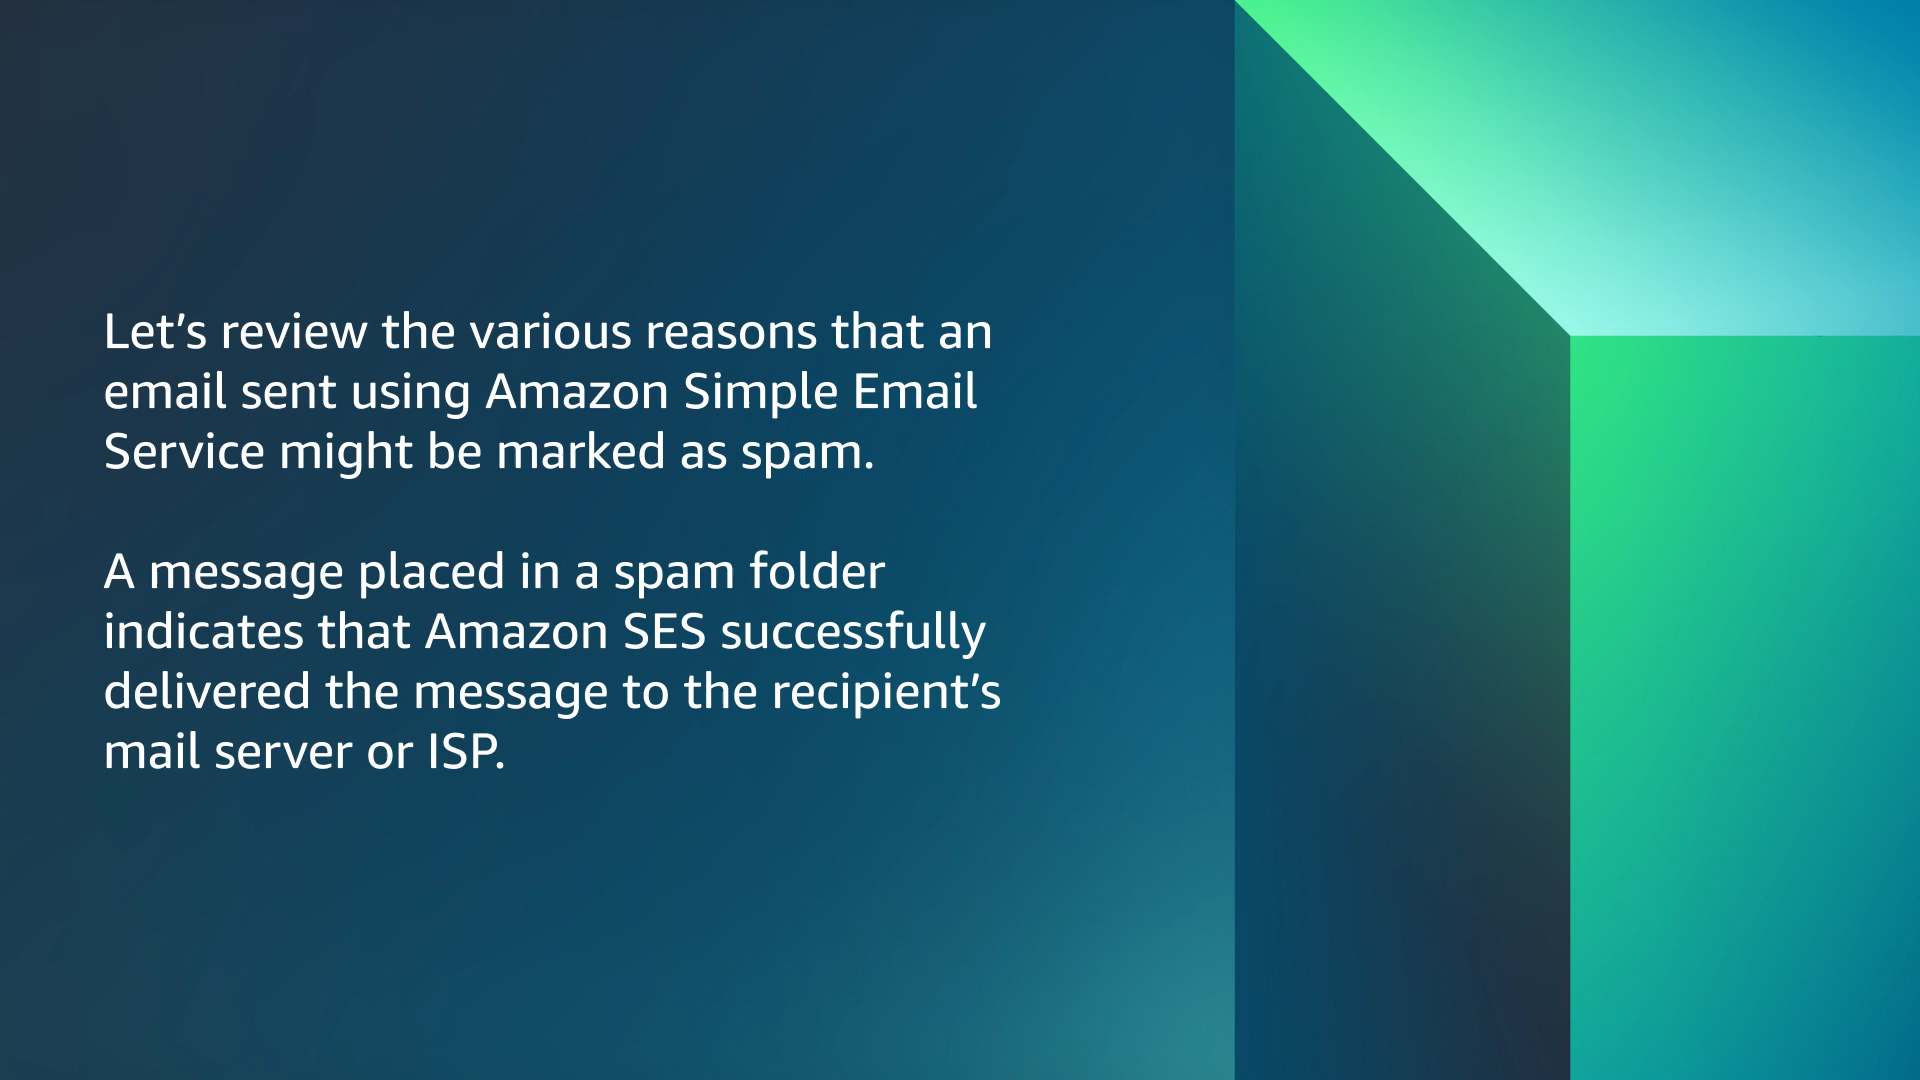 Let’s review the various reasons that an
email sent using Amazon Simple Email
Service might be marked as spam.
A message placed in a spam folder
indicates that Amazon SES successfully
delivered the message to the recipient’s
mail server or ISP.